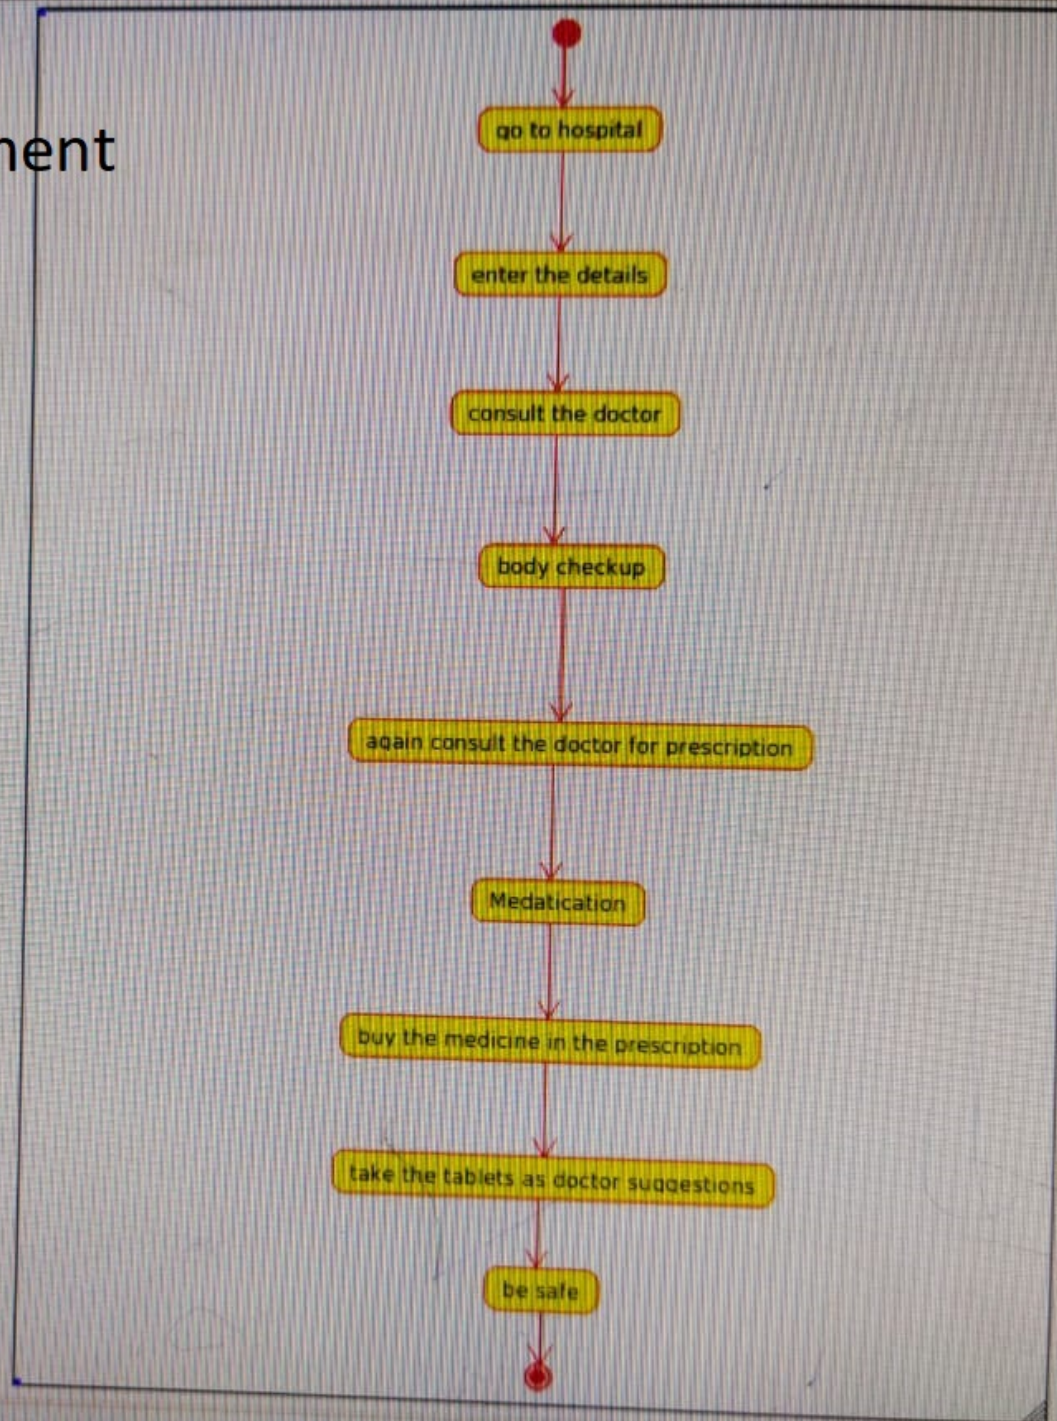 go to hospital
ment
enter the details
consult the doctor
body checkup
again consult the doctor for prescription
Medatication
buy the medicine in the prescription
take the tablets as doctor suggestions
be safe